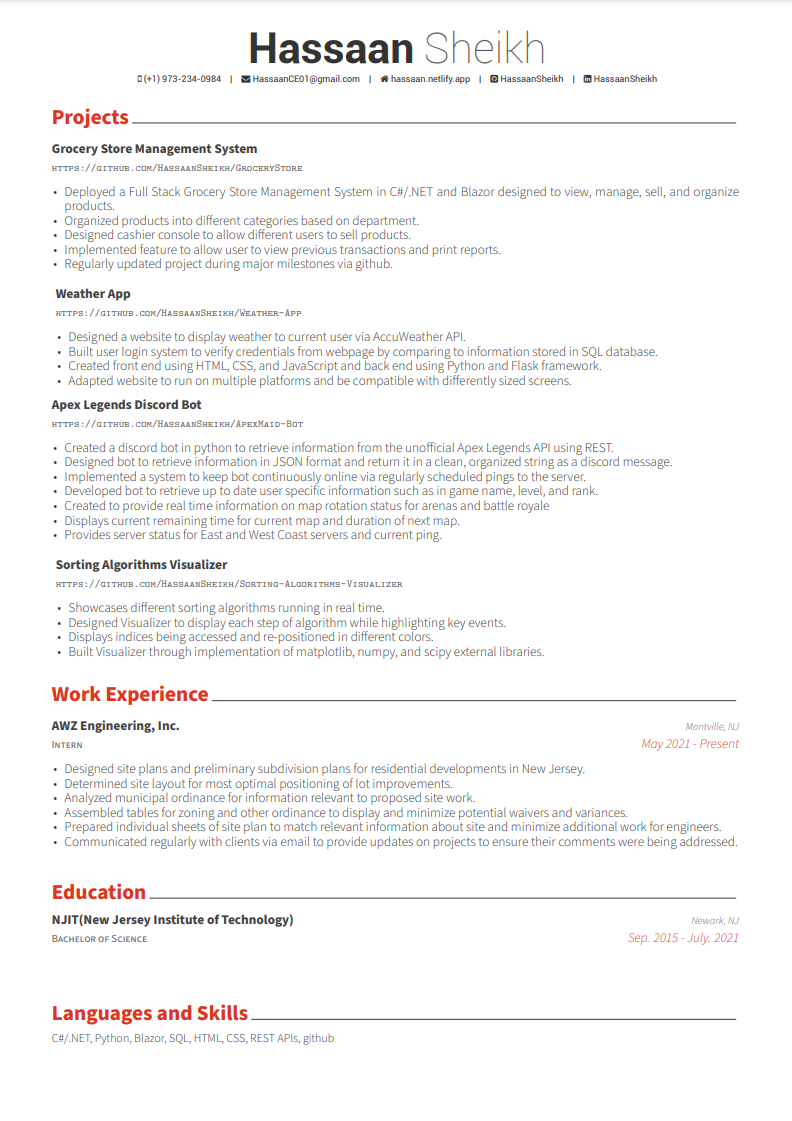 Hassaan Sheikh
(+1) 973-234-0984 | HassaanCE01@gmail.com | hassaan.netlify.app | HassaanSheikh | HassaanSheikh
Projects
Grocery Store Management System
https://github.com/HassaanSheikh/GroceryStore
• Deployed a Full Stack Grocery Store Management System in C#/.NET and Blazor designed to view, manage, sell, and organize
products.
• Organized products into different categories based on department.
• Designed cashier console to allow different users to sell products.
• Implemented feature to allow user to view previous transactions and print reports.
• Regularly updated project during major milestones via github.
Weather App
https://github.com/HassaanSheikh/Weather-App
• Designed a website to display weather to current user via AccuWeather API.
• Built user login system to verify credentials from webpage by comparing to information stored in SQL database.
• Created front end using HTML, CSS, and JavaScript and back end using Python and Flask framework.
• Adapted website to run on multiple platforms and be compatible with differently sized screens.
Apex Legends Discord Bot
https://github.com/HassaanSheikh/ApexMaid-Bot
• Created a discord bot in python to retrieve information from the unofficial Apex Legends API using REST.
• Designed bot to retrieve information in JSON format and return it in a clean, organized string as a discord message.
• Implemented a system to keep bot continuously online via regularly scheduled pings to the server.
• Developed bot to retrieve up to date user specific information such as in game name, level, and rank.
• Created to provide real time information on map rotation status for arenas and battle royale
• Displays current remaining time for current map and duration of next map.
• Provides server status for East and West Coast servers and current ping.
Sorting Algorithms Visualizer
https://github.com/HassaanSheikh/Sorting-Algorithms-Visualizer
• Showcases different sorting algorithms running in real time.
• Designed Visualizer to display each step of algorithm while highlighting key events.
• Displays indices being accessed and re-positioned in different colors.
• Built Visualizer through implementation of matplotlib, numpy, and scipy external libraries.
Work Experience
AWZ Engineering, Inc. Montville, NJ
Intern May 2021 - Present
• Designed site plans and preliminary subdivision plans for residential developments in New Jersey.
• Determined site layout for most optimal positioning of lot improvements.
• Analyzed municipal ordinance for information relevant to proposed site work.
• Assembled tables for zoning and other ordinance to display and minimize potential waivers and variances.
• Prepared individual sheets of site plan to match relevant information about site and minimize additional work for engineers.
• Communicated regularly with clients via email to provide updates on projects to ensure their comments were being addressed.
Education
NJIT(New Jersey Institute of Technology) Newark, NJ
Bachelor of Science Sep. 2015 - July. 2021
Languages and Skills
C#/.NET, Python, Blazor, SQL, HTML, CSS, REST APIs, github